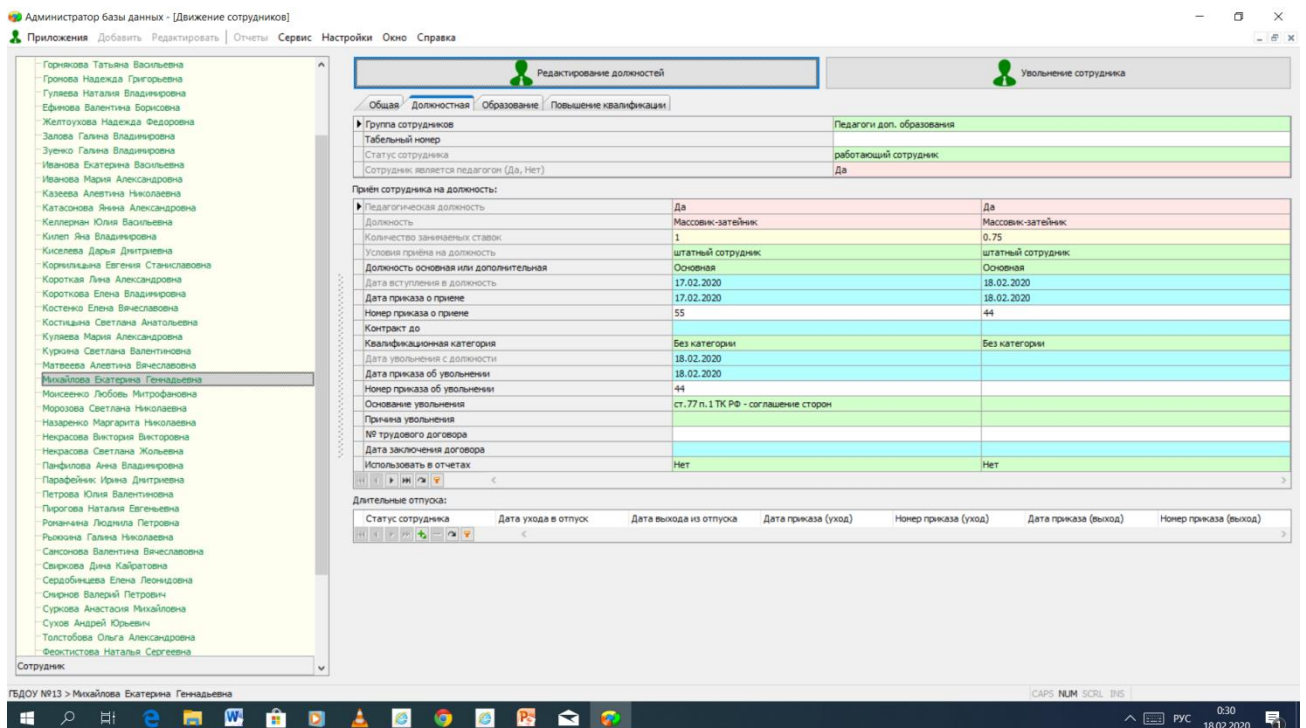 Администратор базы данных - [Движение сотрудников]
Приложения Добавить Редактировать Отчеты Сервис Настройки Окно Справка
Горнякова Татьяна Васильевна
Громова Надежда Григорьевна
Гуляева Наталия Владимировна
Ефимова Валентина Борисовна
Желтоухова Надежда Федоровна
Залова Галина Владимировна
Зуенко Галина Владимировна
Иванова Екатерина Васильевна
Иванова Мария Александровна
Казеева Алевтина Николаевна
Катасонова Янина Александровна
Келлерман Юлия Васильевна
Килеп Яна Владимировна
Киселева Дарья Дмитриевна
Кормилицына Евгения Станиславовна
Короткая Лина Александровна
Короткова Елена Владимировна
Костенко Елена Вячеславовна
Костицына Светлана Анатольевна
Куляева Мария Александровна
Куркина Светлана Валентиновна
Матвеева Алевтина Вячеславовна
Михайлова Екатерина Геннадьевна
Моисеенко Любовь Митрофановна
Морозова Светлана Николаевна
Назаренко Маргарита Николаевна
Некрасова Виктория Викторовна
Некрасова Светлана Жольевна
Панфилова Анна Владимировна
Парафейник Ирина Дмитриевна
Петрова Юлия Валентиновна
Пирогова Наталия Евгеньевна
Романчина Людмила Петровна
Рыжкина Галина Николаевна
Самсонова Валентина Вячеславовна
Свиркова Дина Кайратовна
Сердобинцева Елена Леонидовна
Смирнов Валерий Петрович
Суркова Анастасия Михайловна
Сухов Андрей Юрьевич
Толстобова Ольга Александровна
Феоктистова Наталья Сергеевна
Сотрудник
Редактирование должностей Увольнение сотрудника
Общая Должностная Образование Повышение квалификации
Группа сотрудников Педагоги доп. образования
Табельный номер
Статус сотрудника работающий сотрудник
Сотрудник является педагогом (Да, Нет) Да
Приём сотрудника на должность:
Педагогическая должность Да Да
Должность Массовик-затейник Массовик-затейник
Количество занимаемых ставок 1 0.75
Условия приёма на должность штатный сотрудник штатный сотрудник
Должность основная или дополнительная Основная Основная
Дата вступления в должность 17.02.2020 18.02.2020
Дата приказа о приеме 17.02.2020 18.02.2020
Номер приказа о приеме 55 44
Контракт до
Квалификационная категория Без категории Без категории
Дата увольнения с должности 18.02.2020
Дата приказа об увольнении 18.02.2020
Номер приказа об увольнении 44
Основание увольнения ст.77 п.1 ТК РФ - соглашение сторон
Причина увольнения
№ трудового договора
Дата заключения договора
Использовать в отчетах Нет Нет
Длительные отпуска:
Статус сотрудника Дата ухода в отпуск Дата выхода из отпуска Дата приказа (уход) Номер приказа (уход) Дата приказа (выход) Номер приказа (выход)
ГБДОУ №13 > Михайлова Екатерина Геннадьевна
CAPS NUM SCRL INS
РУС
0:30
18.02.2020
1